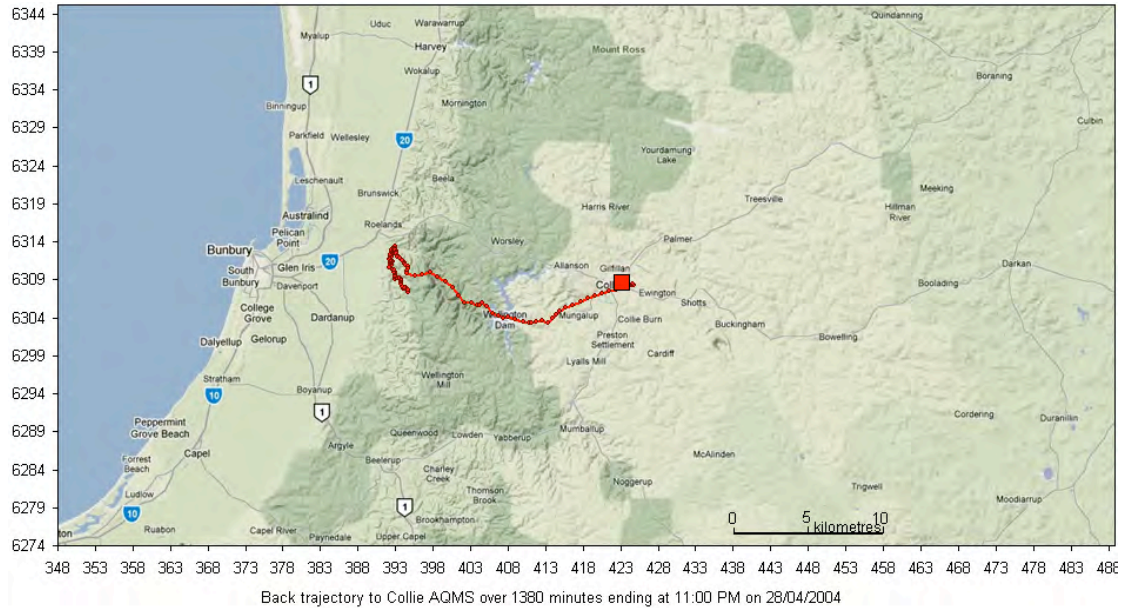 6344
6339
6334
6329
6324
6319
6314
6309
6304
6299
6294
6289
6284
6279
6274
Uduc
Warawarrup
Quindanning
Myalup
Harvey
Mount Ross
Wokalup
1
Boraning
Binningup
Mornington
Culbin
Parkfield Wellesley
20
Yourdamung
Lake
Leschenault
Beela
Meeking
Brunswick
Treesville
Harris River
Hillman
River
Australind
Roelands
Pelican
Point
Worsley
Palmer
Bunbury
20
Glen Iris
Allanson
Gilfillan
Darkan
South
Bunbury
Davenport
Ewington
Shotts
Boolading
College
Grove
Dardanup
Dam
Mungalup
Collie Burn
Buckingham
Preston
Settlement
Bowelling
Dalyellup
Gelorup
Lyalls Mill
Cardiff
Stratham
Wellington
Mill
10
Boyanup
1
Cordering
Duranillin
Peppermint
Grove Beach
Queenwood
Lowden
Yabberup
Mumballup
Argyle
Capel
Beelerup
McAlinden
Forrest
Beach
Charley
Creek
Noggerup
Trigwell
Ludlow
Thomson
Brook
Moodiarrup
10
1
Ruabon
Capel River
Brookhampton
Paynedale
Upper Capel
0 5 10
kilometres
348 353 358 363 368 373 378 384 388 393 398 403 408 413 418 423 428 433 438 443 448 453 458 463 468 473 478 483 488
Back trajectory to Collie AQMS over 1380 minutes ending at 11:00 PM on 28/04/2004